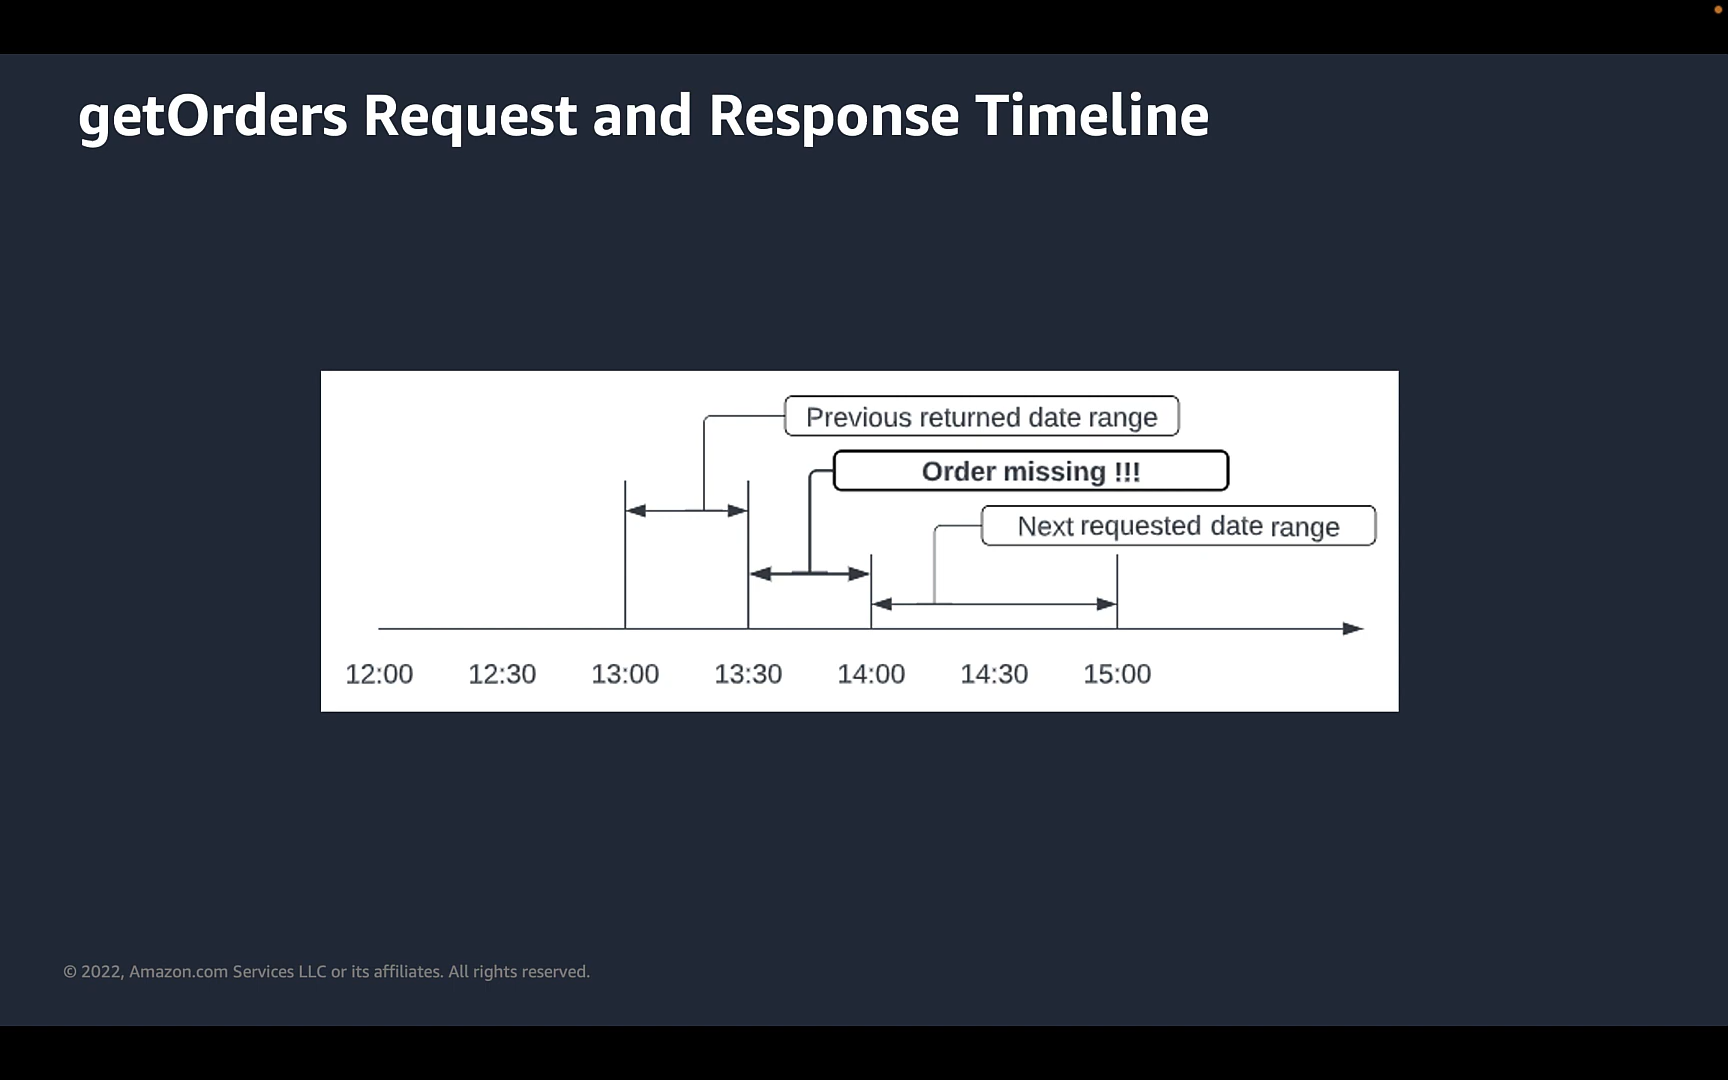 getOrders Request and Response Timeline
Previous returned date range
Order missing !!!
Next requested date range
12:00 12:30 13:00 13:30 14:00 14:30 15:00
© 2022, Amazon.com Services LLC or its affiliates. All rights reserved.